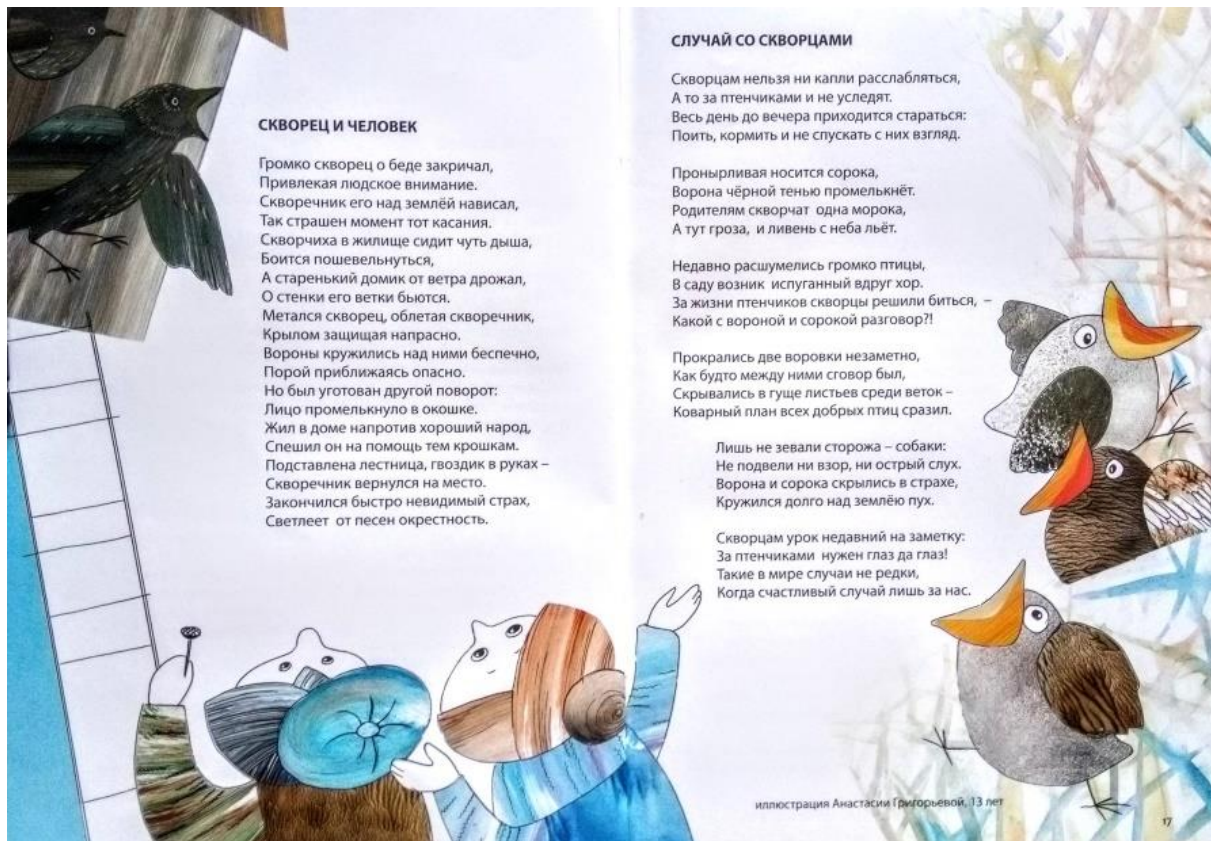 СКВОРЕЦ И ЧЕЛОВЕК
Громко скворец о беде закричал,
Привлекая людское внимание.
Скворечник его над землёй нависал,
Так страшен момент тот касания.
Скворчиха в жилище сидит чуть дыша,
Боится пошевельнуться,
А старенький домик от ветра дрожал,
О стенки его ветки бьются.
Метался скворец, облетая скворечник,
Крылом защищая напрасно.
Вороны кружились над ними беспечно,
Порой приближаясь опасно.
Но был уготован другой поворот:
Лицо промелькнуло в окошке.
Жил в доме напротив хороший народ,
Спешил он на помощь тем крошкам.
Подставлена лестница, гвоздик в руках –
Скворечник вернулся на место.
Закончился быстро невидимый страх,
Светлеет от песен окрестность.
СЛУЧАЙ СО СКВОРЦАМИ
Скворцам нельзя ни капли расслабляться,
А то за птенчиками и не уследят.
Весь день до вечера приходится стараться:
Поить, кормить и не спускать с них взгляд.
Пронырливая носится сорока,
Ворона чёрной тенью промелькнёт.
Родителям скворчат одна морока,
А тут гроза, и ливень с неба льёт.
Недавно расшумелись громко птицы,
В саду возник испуганный вдруг хор.
За жизни птенчиков скворцы решили биться, –
Какой с вороной и сорокой разговор?!
Прокрались две воровки незаметно,
Как будто между ними сговор был,
Скрывались в гуще листьев среди веток –
Коварный план всех добрых птиц сразил.
Лишь не зевали сторожа – собаки:
Не подвели ни взор, ни острый слух.
Ворона и сорока скрылись в страхе,
Кружился долго над землёю пух.
Скворцам урок недавний на заметку:
За птенчиками нужен глаз да глаз!
Такие в мире случаи не редки,
Когда счастливый случай лишь за нас.
иллюстрация Анастасии Григорьевой, 13 лет
17